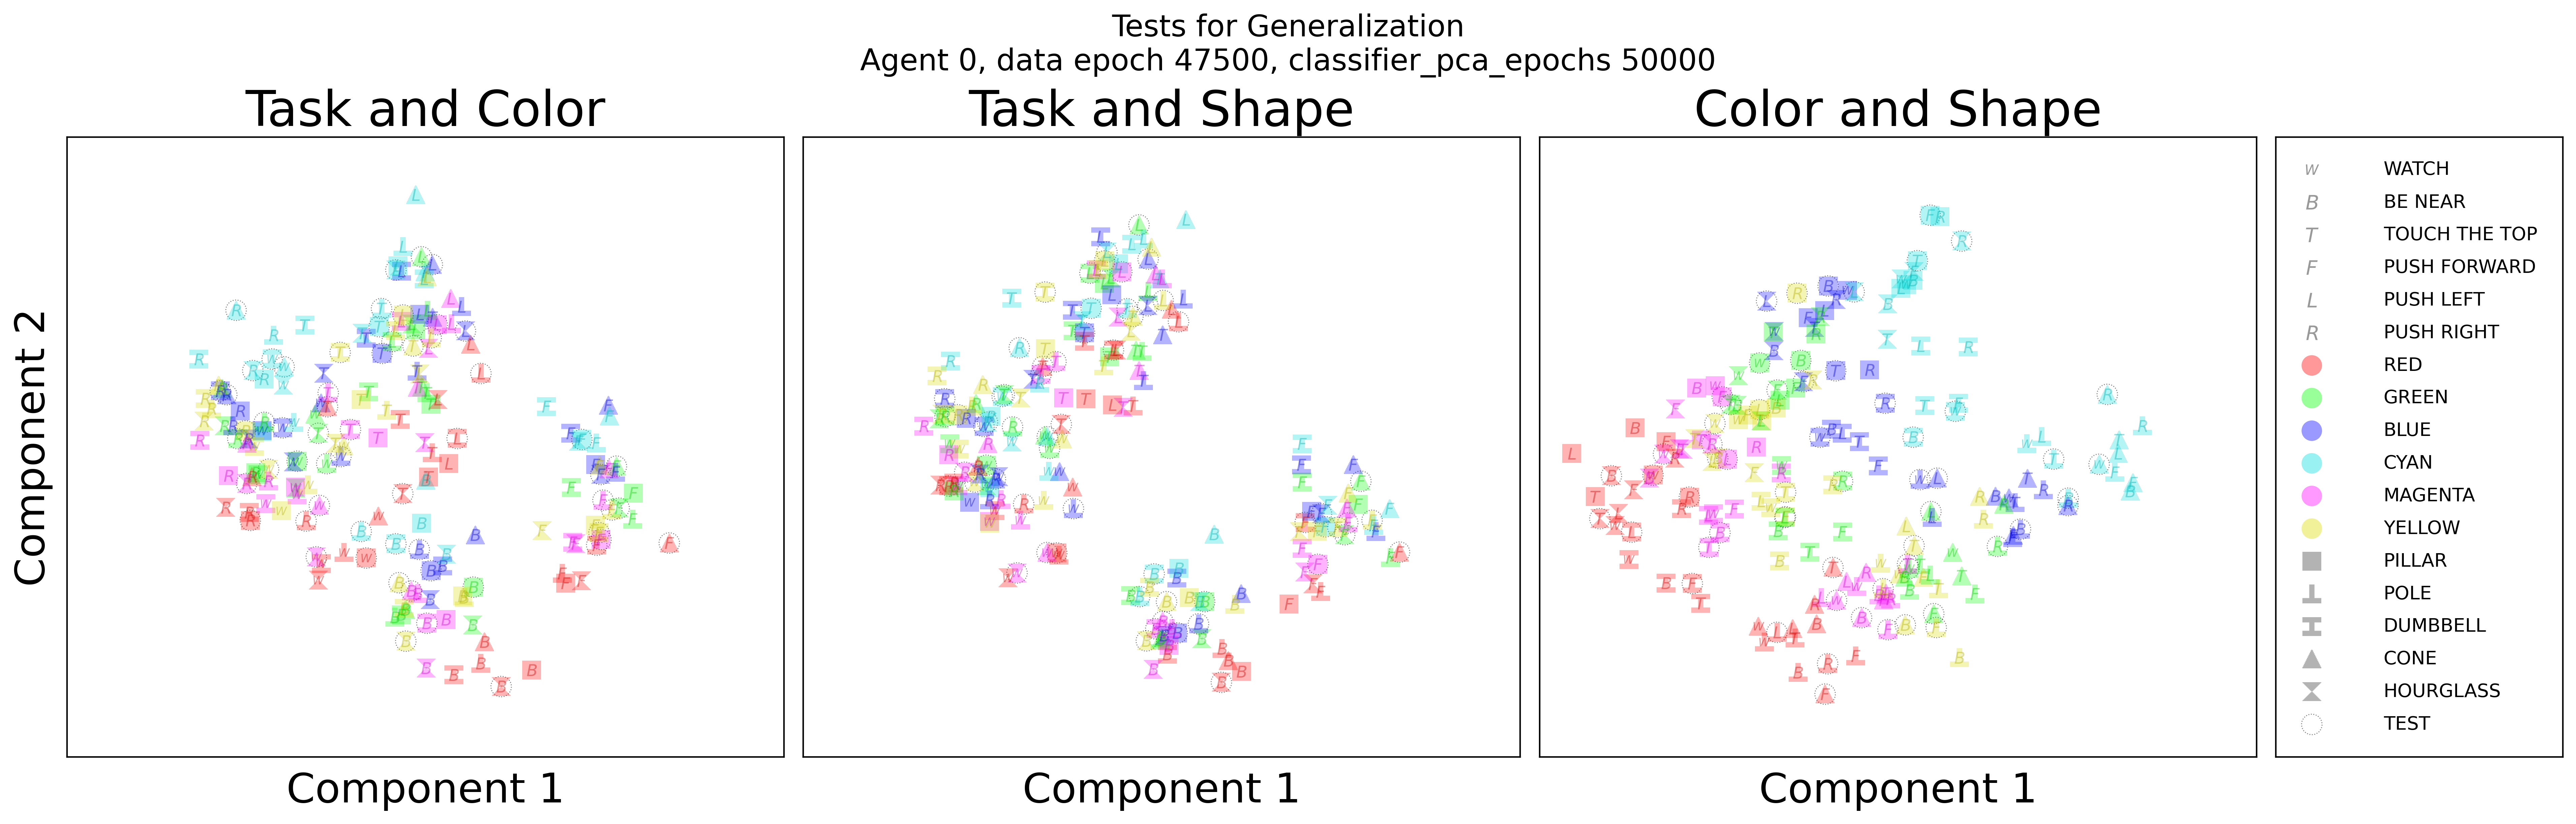 Tests for Generalization
Agent 0, data epoch 47500, classifier_pca_epochs 50000
Task and Color
Task and Shape
Color and Shape
Component 2
Component 1
Component 1
Component 1
W WATCH
B BE NEAR
T TOUCH THE TOP
F PUSH FORWARD
L PUSH LEFT
R PUSH RIGHT
RED
GREEN
BLUE
CYAN
MAGENTA
YELLOW
PILLAR
POLE
DUMBBELL
CONE
HOURGLASS
TEST